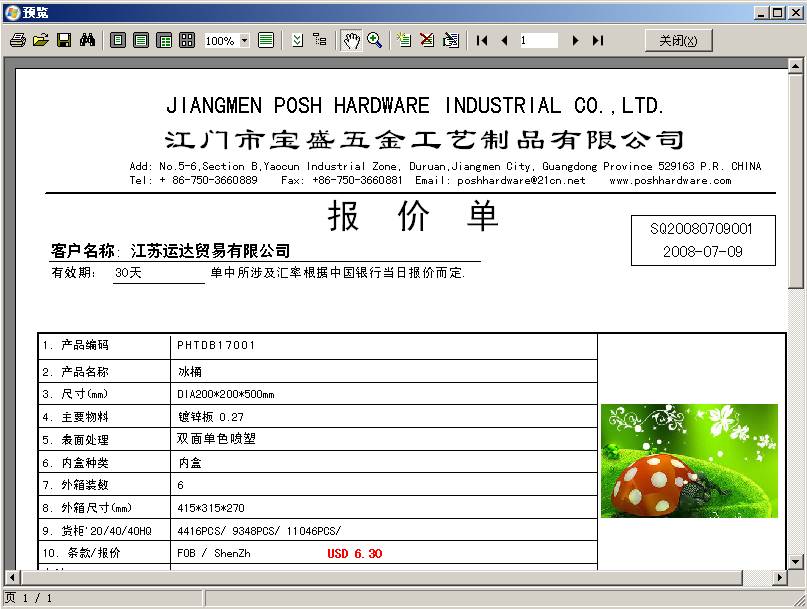 预览
100%
1
关闭(X)
JIANGMEN POSH HARDWARE INDUSTRIAL CO.,LTD.
江门市宝盛五金工艺制品有限公司
Add: No.5-6,Section B,Yaocun Industrial Zone, Duruan,Jiangmen City, Guangdong Province 529163 P.R. CHINA
Tel: + 86-750-3660889 Fax: +86-750-3660881 Email: poshhardware@21cn.net www.poshhardware.com
报 价 单
SQ20080709001
2008-07-09
客户名称: 江苏运达贸易有限公司
有效期: 30天 单中所涉及汇率根据中国银行当日报价而定.
1. 产品编码 PHTDB17001
2. 产品名称 冰桶
3. 尺寸(mm) DIA200*200*500mm
4. 主要物料 镀锌板 0.27
5. 表面处理 双面单色喷塑
6. 内盒种类 内盒
7. 外箱装数 6
8. 外箱尺寸(mm) 415*315*270
9. 货柜'20/40/40HQ 4416PCS/ 9348PCS/ 11046PCS/
10. 条款/报价 FOB / ShenZh USD 6.30
页 1 / 1